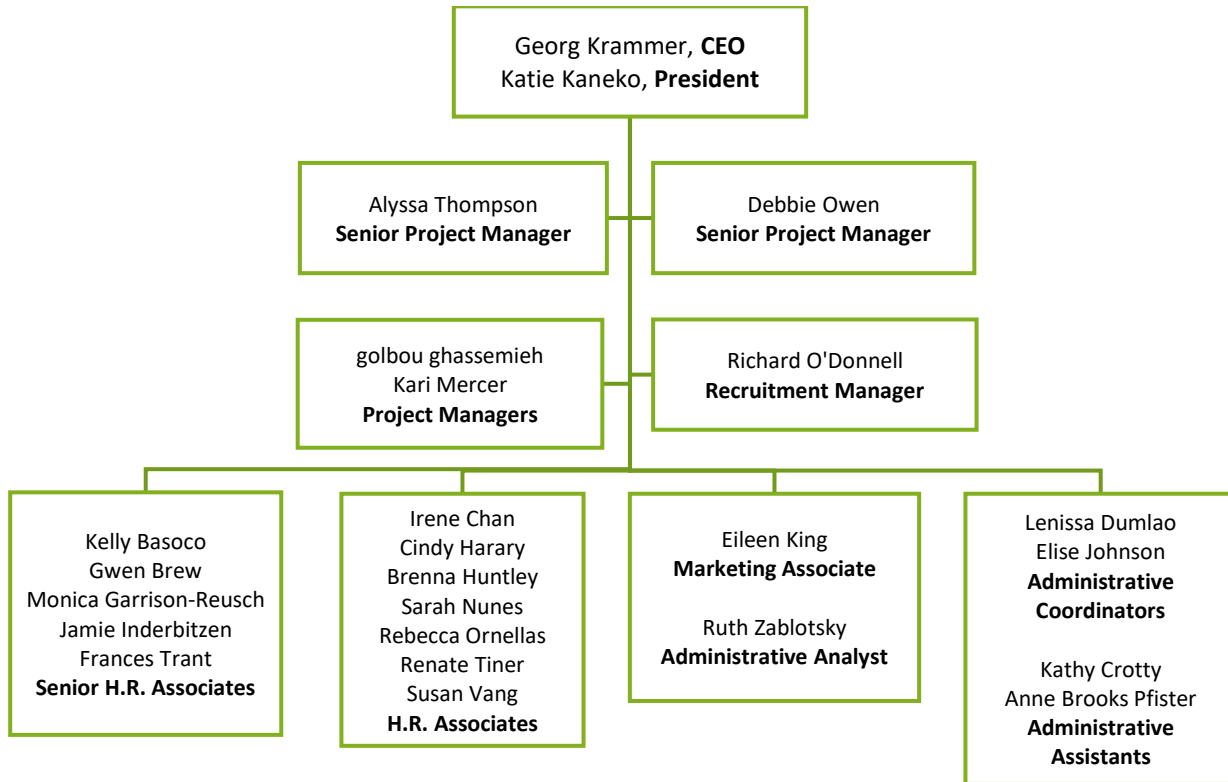 Georg Krammer, CEO
Katie Kaneko, President
Alyssa Thompson
Senior Project Manager
Debbie Owen
Senior Project Manager
golbou ghassemieh
Kari Mercer
Project Managers
Richard O'Donnell
Recruitment Manager
Kelly Basoco
Gwen Brew
Monica Garrison-Reusch
Jamie Inderbitzen
Frances Trant
Senior H.R. Associates
Irene Chan
Cindy Harary
Brenna Huntley
Sarah Nunes
Rebecca Ornellas
Renate Tiner
Susan Vang
H.R. Associates
Eileen King
Marketing Associate
Ruth Zablotsky
Administrative Analyst
Lenissa Dumlao
Elise Johnson
Administrative
Coordinators
Kathy Crotty
Anne Brooks Pfister
Administrative
Assistants